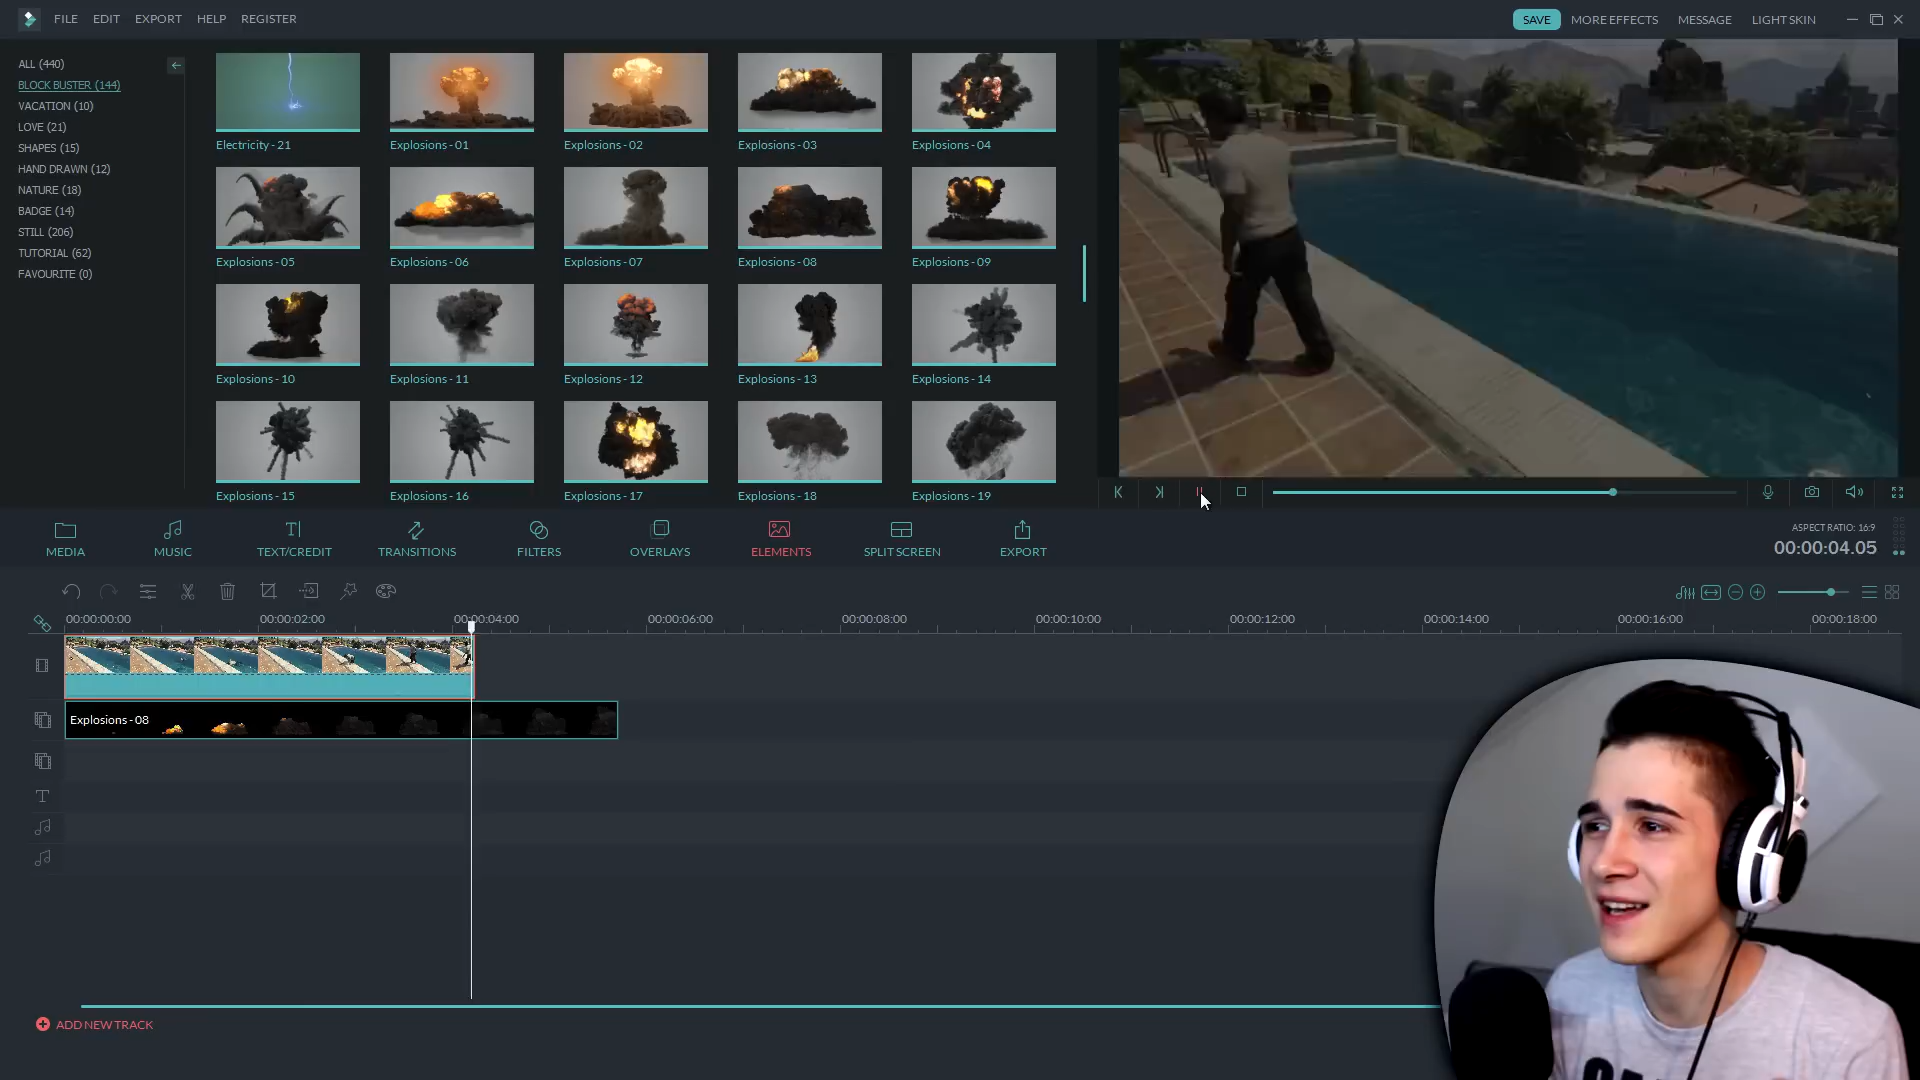 FILE EDIT EXPORT HELP REGISTER
SAVE MORE EFFECTS MESSAGE LIGHT SKIN
ALL (440)
BLOCK BUSTER (144)
VACATION (10)
LOVE (21)
SHAPES (15)
HAND DRAWN (12)
NATURE (18)
BADGE (14)
STILL (206)
TUTORIAL (62)
FAVOURITE (0)
Electricity - 21 Explosions - 01 Explosions - 02 Explosions - 03 Explosions - 04
Explosions - 05 Explosions - 06 Explosions - 07 Explosions - 08 Explosions - 09
Explosions - 10 Explosions - 11 Explosions - 12 Explosions - 13 Explosions - 14
Explosions - 15 Explosions - 16 Explosions - 17 Explosions - 18 Explosions - 19
MEDIA MUSIC TEXT/CREDIT TRANSITIONS FILTERS OVERLAYS ELEMENTS SPLIT SCREEN EXPORT
ASPECT RATIO: 16:9
00:00:04.05
00:00:00:00 00:00:02:00 00:00:04:00 00:00:06:00 00:00:08:00 00:00:10:00 00:00:12:00 00:00:14:00 00:00:16:00 00:00:18:00
Explosions - 08
ADD NEW TRACK